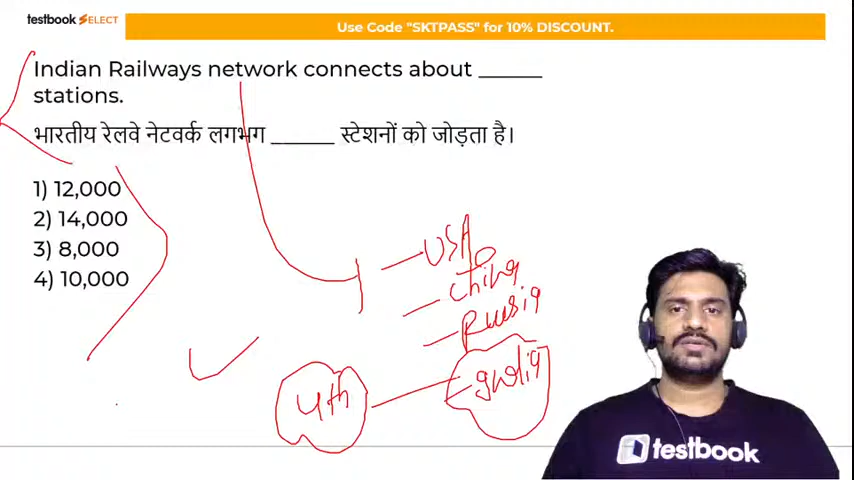 testbook SELECT
Use Code "SKTPASS" for 10% DISCOUNT.
Indian Railways network connects about ______
stations.
भारतीय रेलवे नेटवर्क लगभग ______ स्टेशनों को जोड़ता है।
1) 12,000
2) 14,000
3) 8,000
4) 10,000
USA
China
Russia
India
4th
testbook